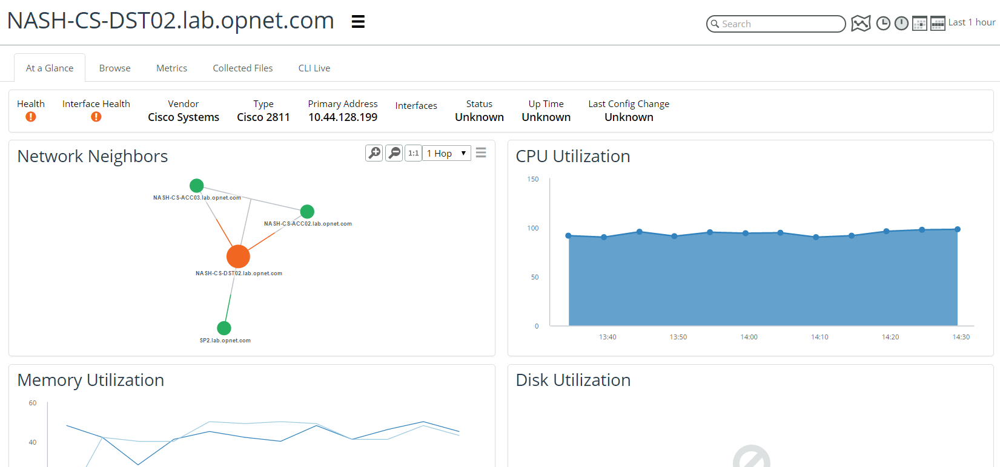 NASH-CS-DST02.lab.opnet.com
Search
Last 1 hour
At a Glance
Browse
Metrics
Collected Files
CLI Live
Health
Interface Health
Vendor
Cisco Systems
Type
Cisco 2811
Primary Address
10.44.128.199
Interfaces
Status
Unknown
Up Time
Unknown
Last Config Change
Unknown
Network Neighbors
1:1
1 Hop
NASH-CS-ACC03.lab.opnet.com
NASH-CS-ACC02.lab.opnet.com
NASH-CS-DST02.lab.opnet.com
SP2.lab.opnet.com
CPU Utilization
150
100
50
0
13:40
13:50
14:00
14:10
14:20
14:30
Memory Utilization
60
40
Disk Utilization